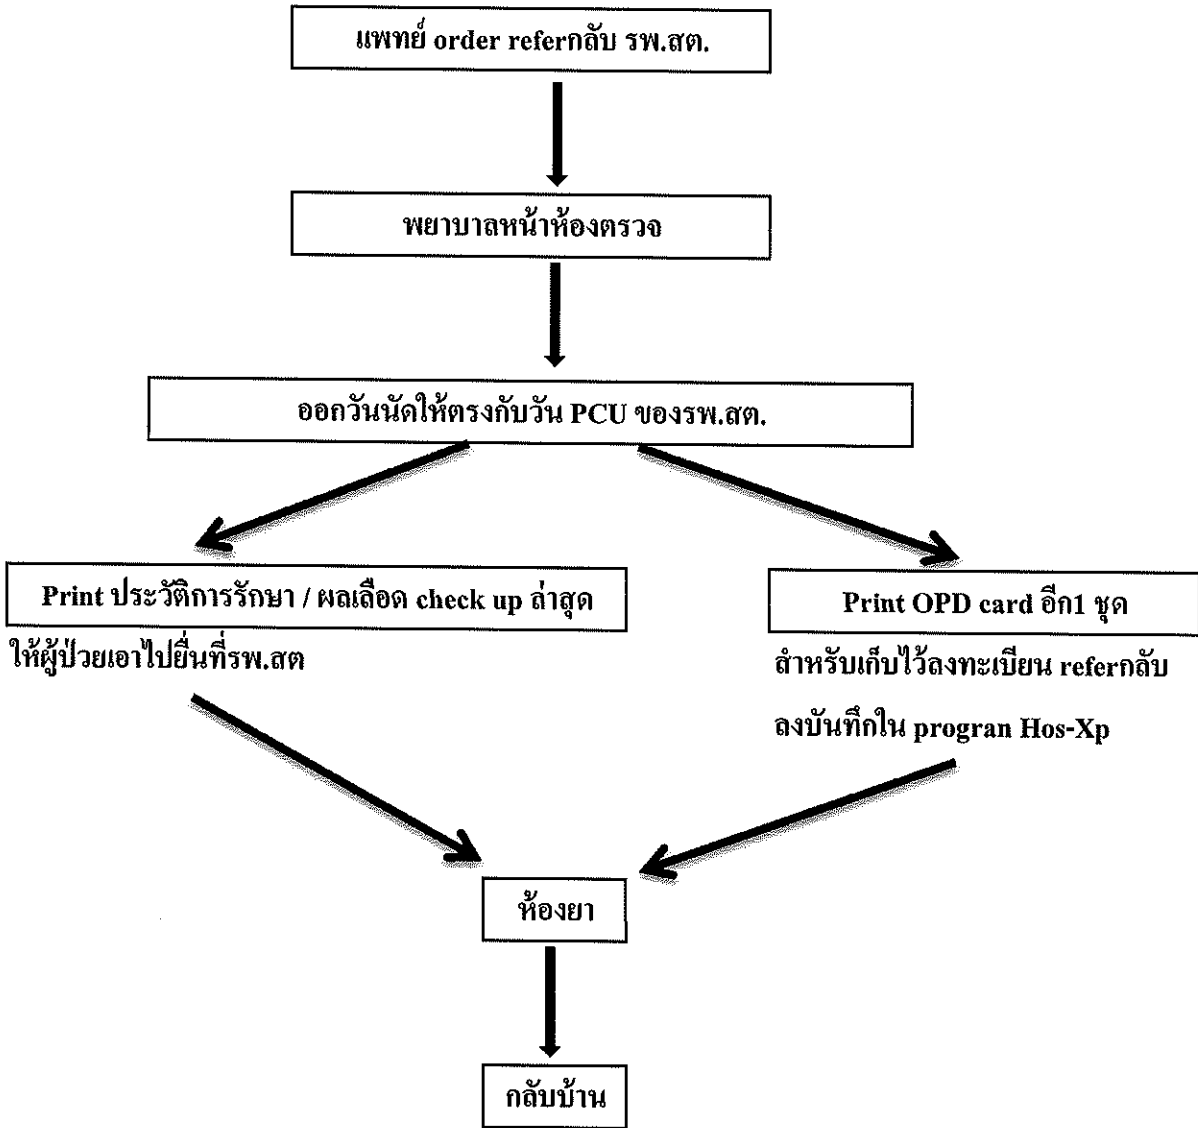 แพทย์ order referกลับ รพ.สต.
พยาบาลหน้าห้องตรวจ
ออกวันนัดให้ตรงกับวัน PCU ของรพ.สต.
Print ประวัติการรักษา / ผลเลือด check up ล่าสุด
ให้ผู้ป่วยเอาไปยื่นที่รพ.สต
Print OPD card อีก1 ชุด
สำหรับเก็บไว้ลงทะเบียน referกลับ
ลงบันทึกใน progran Hos-Xp
ห้องยา
กลับบ้าน